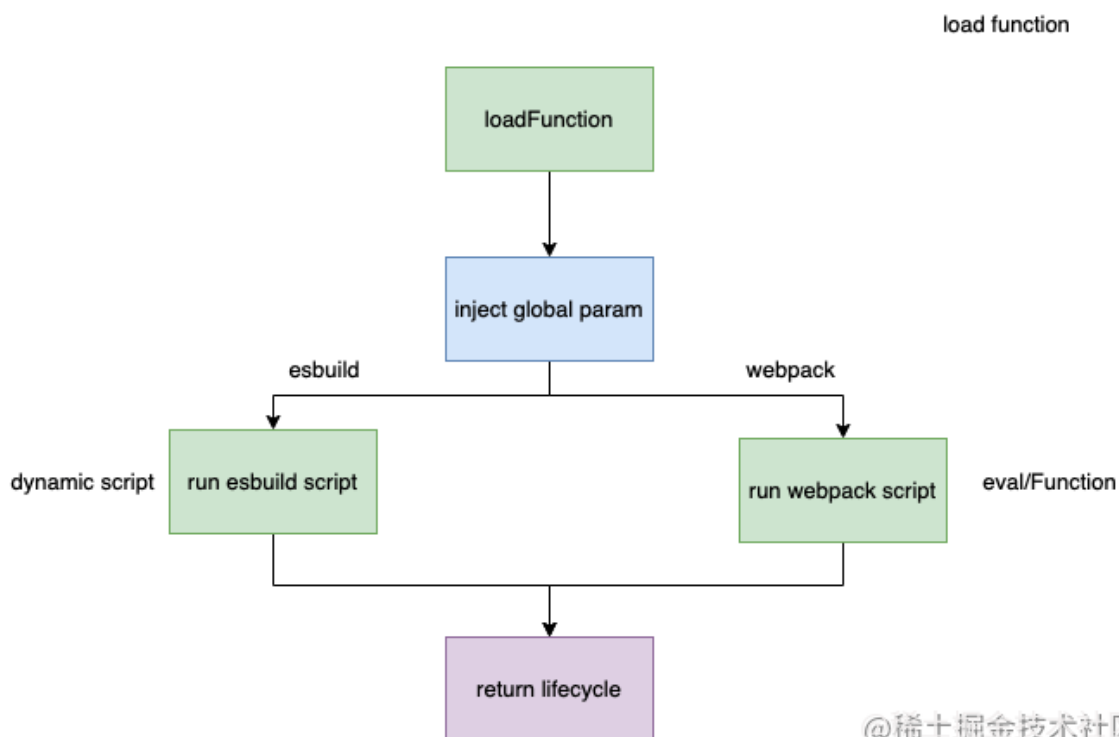 load function
loadFunction
inject global param
esbuild
webpack
dynamic script
run esbuild script
run webpack script
eval/Function
return lifecycle
@稀土掘金技术社区